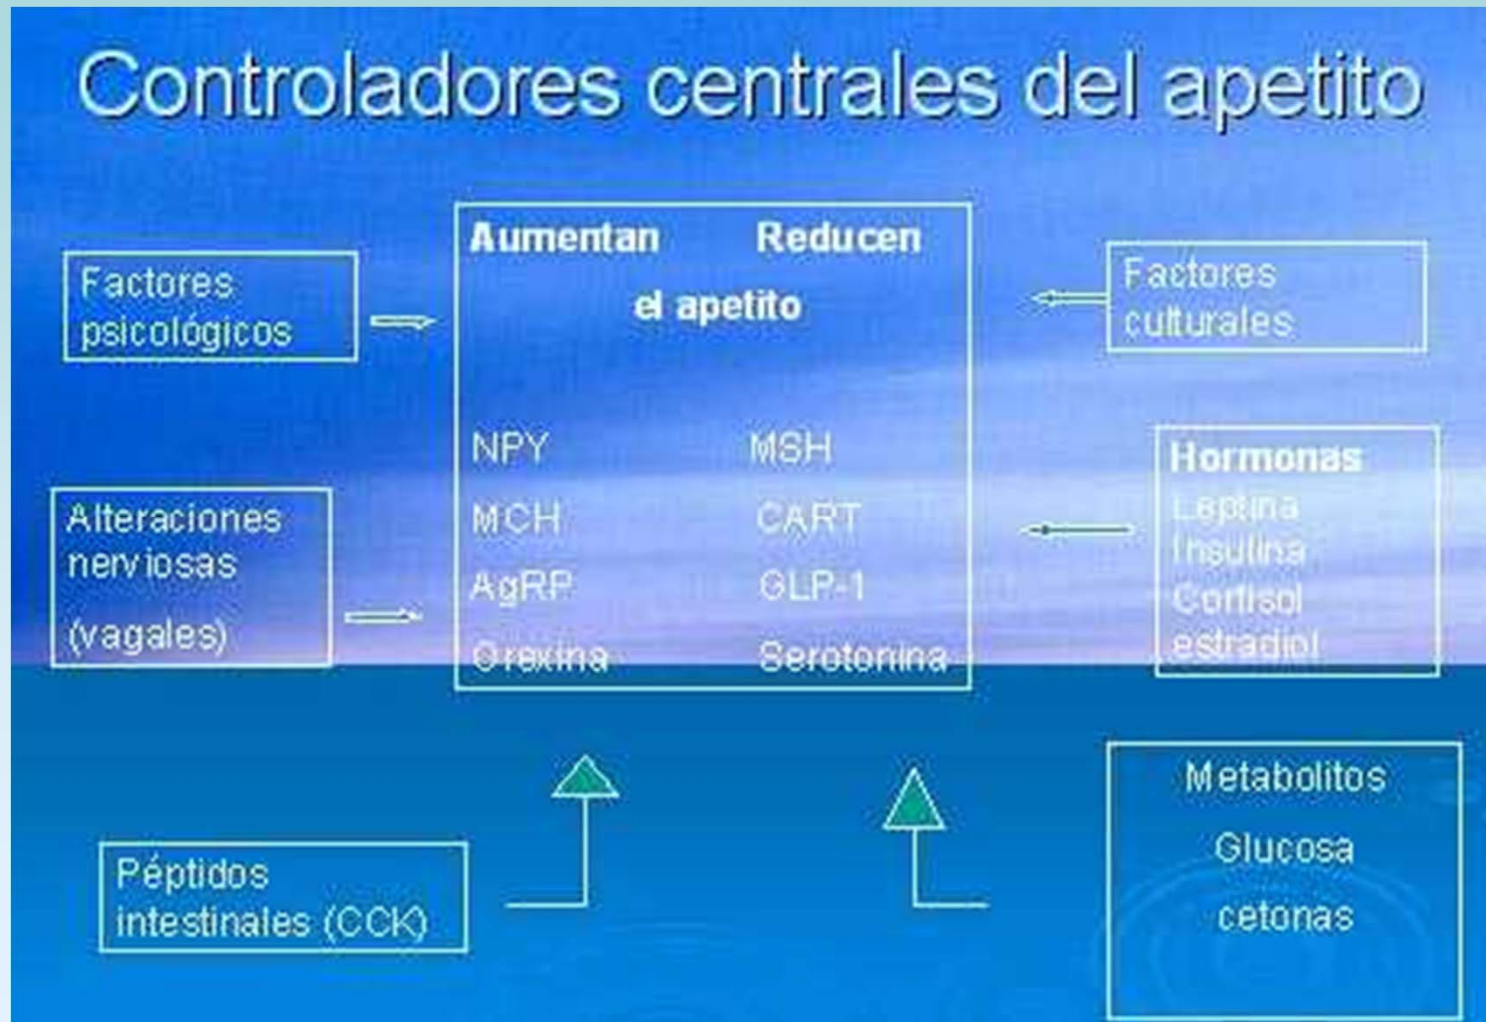 Controladores centrales del apetito
Factores
psicológicos
Alteraciones
nerviosas
(vagales)
Aumentan Reducen
el apetito
NPY MSH
MCH CART
AgRP GLP-1
Orexina Serotonina
Factores
culturales
Hormonas
Leptina
Insulina
Cortisol
estradiol
Péptidos
intestinales (CCK)
Metabolitos
Glucosa
cetonas